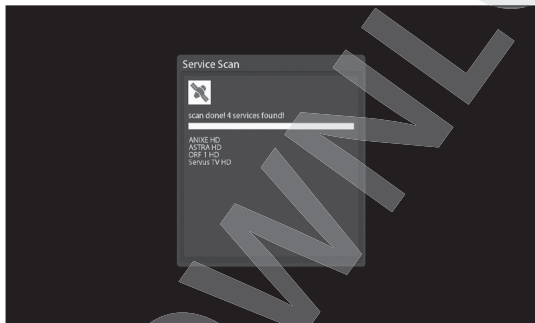 Service Scan
scan done! 4 services found!
ANIXE HD
ASTRA HD
ORF 1 HD
Servus TV HD